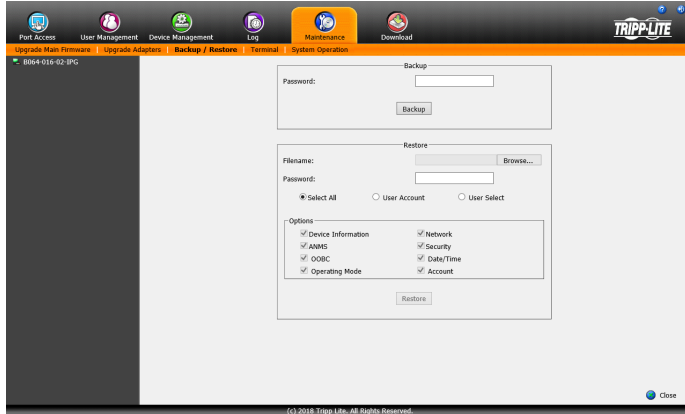 Port Access User Management Device Management Log Maintenance Download
TRIPP·LITE
Upgrade Main Firmware Upgrade Adapters Backup / Restore Terminal System Operation
B064-016-02-IPG
Backup
Password:
Backup
Restore
Filename:
Browse...
Password:
Select All User Account User Select
Options
Device Information Network
ANMS Security
OOBC Date/Time
Operating Mode Account
Restore
Close
(c) 2018 Tripp Lite. All Rights Reserved.